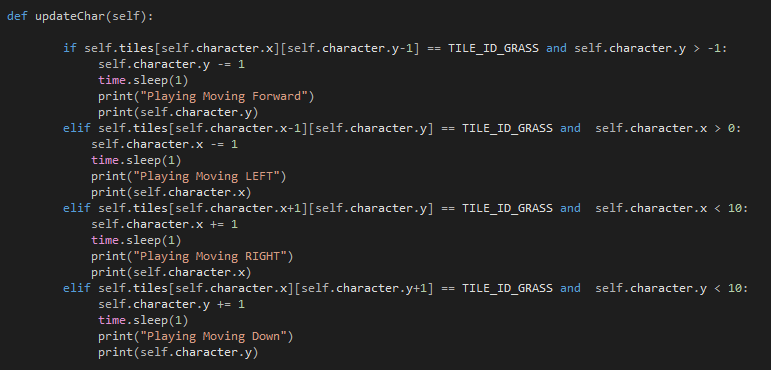 def updateChar(self):
if self.tiles[self.character.x][self.character.y-1] == TILE_ID_GRASS and self.character.y > -1:
self.character.y -= 1
time.sleep(1)
print("Playing Moving Forward")
print(self.character.y)
elif self.tiles[self.character.x-1][self.character.y] == TILE_ID_GRASS and  self.character.x > 0:
self.character.x -= 1
time.sleep(1)
print("Playing Moving LEFT")
print(self.character.x)
elif self.tiles[self.character.x+1][self.character.y] == TILE_ID_GRASS and  self.character.x < 10:
self.character.x += 1
time.sleep(1)
print("Playing Moving RIGHT")
print(self.character.x)
elif self.tiles[self.character.x][self.character.y+1] == TILE_ID_GRASS and  self.character.y < 10:
self.character.y += 1
time.sleep(1)
print("Playing Moving Down")
print(self.character.y)